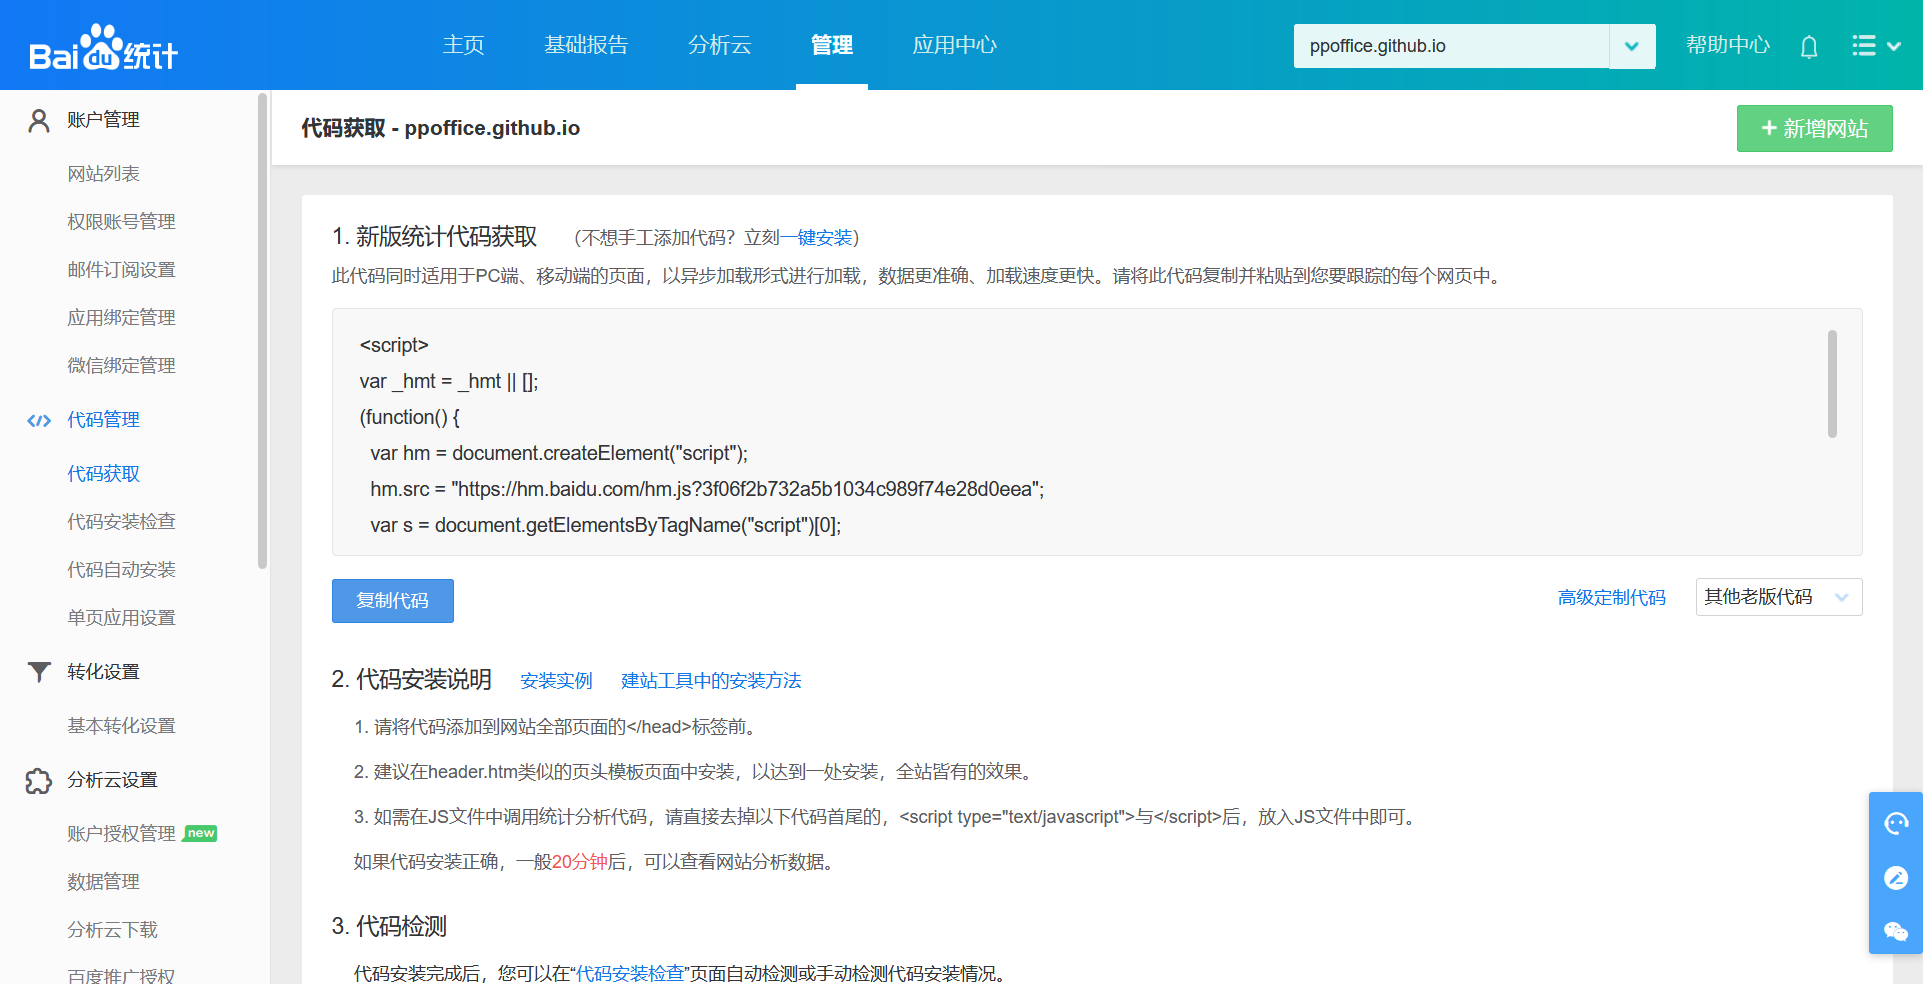 Baidu统计
主页
基础报告
分析云
管理
应用中心
ppoffice.github.io
帮助中心
账户管理
网站列表
权限账号管理
邮件订阅设置
应用绑定管理
微信绑定管理
代码管理
代码获取
代码安装检查
代码自动安装
单页应用设置
转化设置
基本转化设置
分析云设置
账户授权管理 new
数据管理
分析云下载
百度推广授权
代码获取 - ppoffice.github.io
+ 新增网站
1. 新版统计代码获取 （不想手工添加代码？立刻一键安装）
此代码同时适用于PC端、移动端的页面，以异步加载形式进行加载，数据更准确、加载速度更快。请将此代码复制并粘贴到您要跟踪的每个网页中。
<script>
var _hmt = _hmt || [];
(function() {
var hm = document.createElement("script");
hm.src = "https://hm.baidu.com/hm.js?3f06f2b732a5b1034c989f74e28d0eea";
var s = document.getElementsByTagName("script")[0];
复制代码
高级定制代码
其他老版代码
2. 代码安装说明 安装实例 建站工具中的安装方法
1. 请将代码添加到网站全部页面的</head>标签前。
2. 建议在header.htm类似的页头模板页面中安装，以达到一处安装，全站皆有的效果。
3. 如需在JS文件中调用统计分析代码，请直接去掉以下代码首尾的，<script type="text/javascript">与</script>后，放入JS文件中即可。
如果代码安装正确，一般20分钟后，可以查看网站分析数据。
3. 代码检测
代码安装完成后，您可以在“代码安装检查”页面自动检测或手动检测代码安装情况。